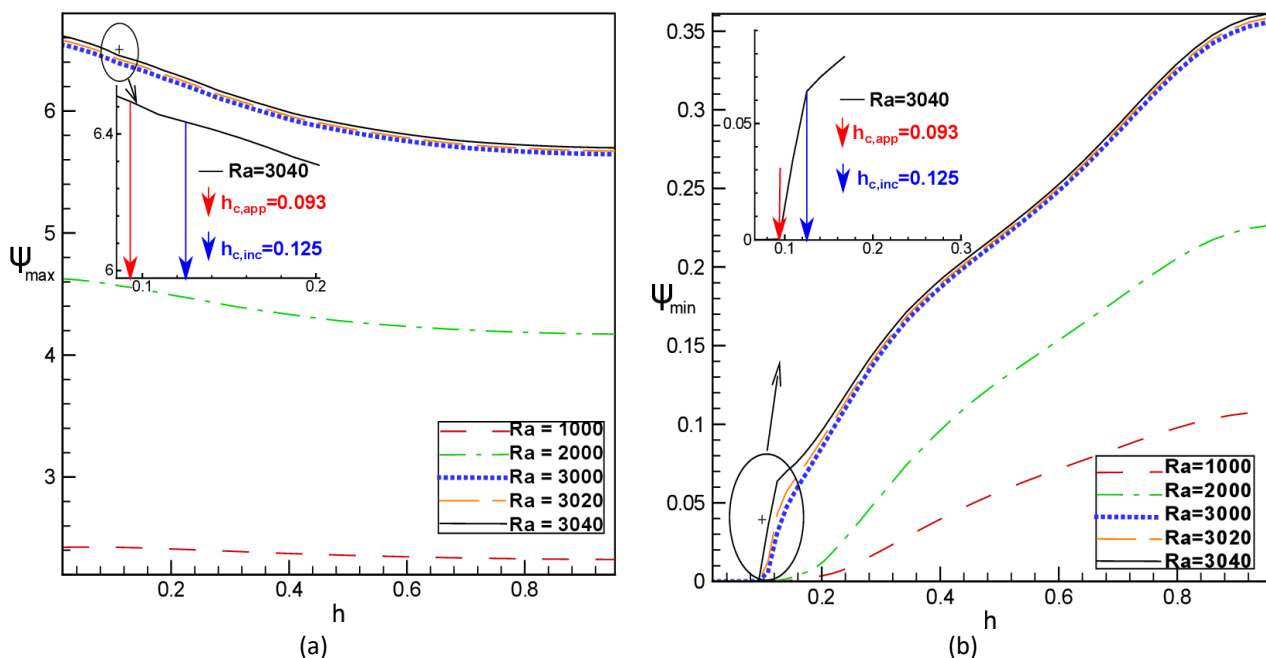 6
5
4
3
Ψmax
0.2
0.4
0.6
0.8
h
(a)
6.4
6
0.1
0.2
Ra=3040
hc,app=0.093
hc,inc=0.125
Ra = 1000
Ra = 2000
Ra = 3000
Ra = 3020
Ra = 3040
0.35
0.3
0.25
0.2
0.15
0.1
0.05
0
Ψmin
0.2
0.4
0.6
0.8
h
(b)
0.05
0
0.1
0.2
0.3
Ra=3040
hc,app=0.093
hc,inc=0.125
Ra=1000
Ra=2000
Ra=3000
Ra=3020
Ra=3040